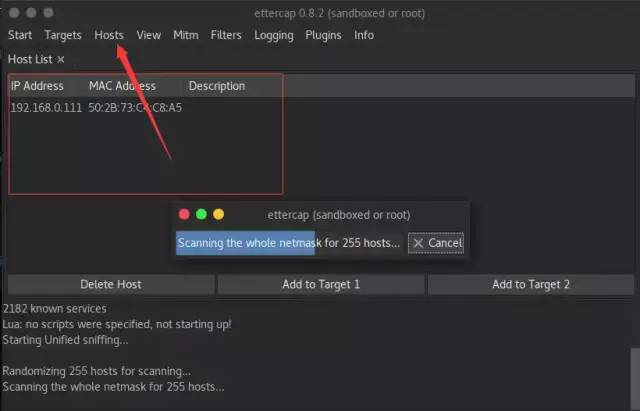 ettercap 0.8.2 (sandboxed or root)
Start Targets Hosts View Mitm Filters Logging Plugins Info
Host List ×
IP Address MAC Address Description
192.168.0.111 50:2B:73:C4:C8:A5
ettercap (sandboxed or root)
Scanning the whole netmask for 255 hosts... × Cancel
Delete Host Add to Target 1 Add to Target 2
2182 known services
Lua: no scripts were specified, not starting up!
Starting Unified sniffing...
Randomizing 255 hosts for scanning...
Scanning the whole netmask for 255 hosts...